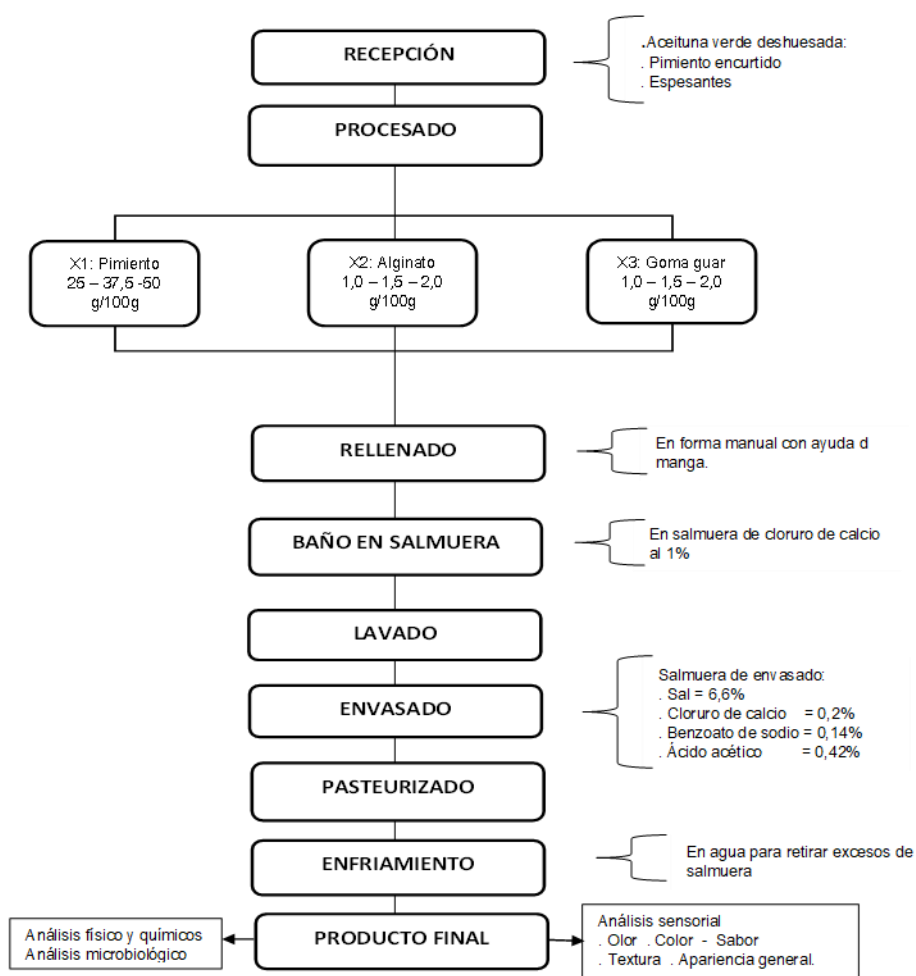 RECEPCIÓN
.Aceituna verde deshuesada:
. Pimiento encurtido
. Espesantes
PROCESADO
X1: Pimiento
25 – 37,5 -50
g/100g
X2: Alginato
1,0 – 1,5 – 2,0
g/100g
X3: Goma guar
1,0 – 1,5 – 2,0
g/100g
RELLENADO
En forma manual con ayuda d
manga.
BAÑO EN SALMUERA
En salmuera de cloruro de calcio
al 1%
LAVADO
ENVASADO
Salmuera de envasado:
. Sal = 6,6%
. Cloruro de calcio = 0,2%
. Benzoato de sodio = 0,14%
. Ácido acético = 0,42%
PASTEURIZADO
ENFRIAMIENTO
En agua para retirar excesos de
salmuera
PRODUCTO FINAL
Análisis físico y químicos
Análisis microbiológico
Análisis sensorial
. Olor . Color - Sabor
. Textura . Apariencia general.